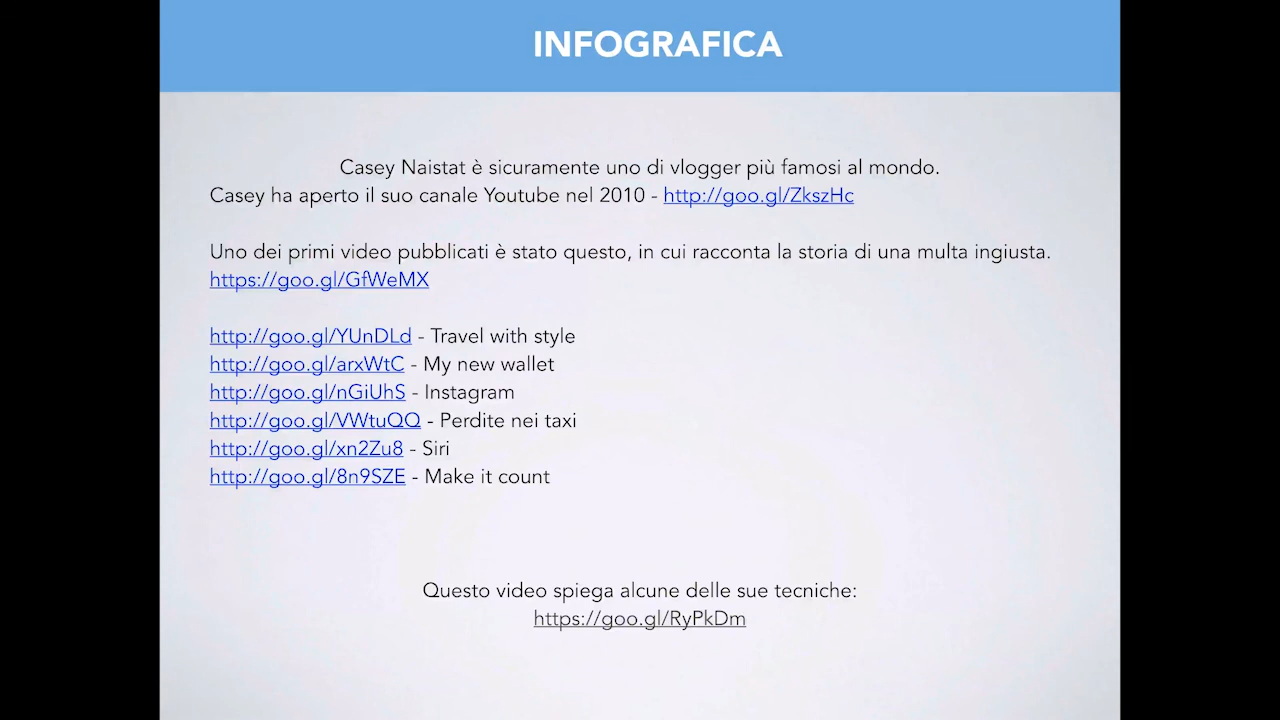 INFOGRAFICA
Casey Naistat è sicuramente uno di vlogger più famosi al mondo.
Casey ha aperto il suo canale Youtube nel 2010 - http://goo.gl/ZkszHc
Uno dei primi video pubblicati è stato questo, in cui racconta la storia di una multa ingiusta.
https://goo.gl/GfWeMX
http://goo.gl/YUnDLd - Travel with style
http://goo.gl/arxWtC - My new wallet
http://goo.gl/nGiUhS - Instagram
http://goo.gl/VWtuQQ - Perdite nei taxi
http://goo.gl/xn2Zu8 - Siri
http://goo.gl/8n9SZE - Make it count
Questo video spiega alcune delle sue tecniche:
https://goo.gl/RyPkDm